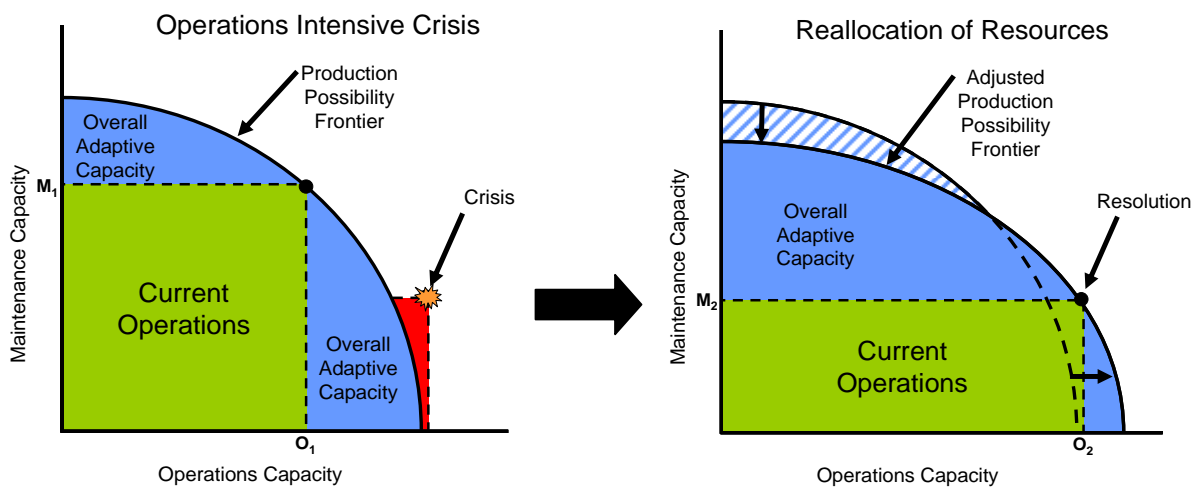 Operations Intensive Crisis
Maintenance Capacity
M1
Production
Possibility
Frontier
Overall
Adaptive
Capacity
Crisis
Current
Operations
Overall
Adaptive
Capacity
O1
Operations Capacity
Reallocation of Resources
Maintenance Capacity
M2
Adjusted
Production
Possibility
Frontier
Resolution
Overall
Adaptive
Capacity
Current
Operations
O2
Operations Capacity